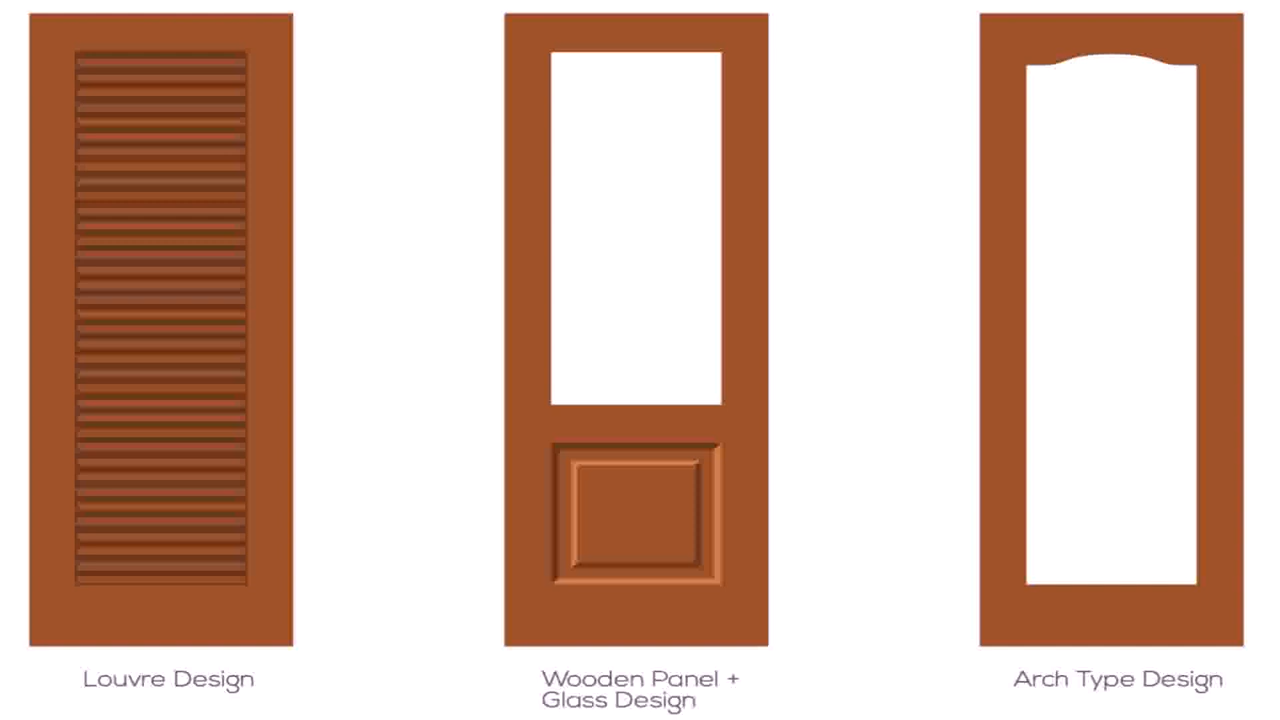 Louvre Design
Wooden Panel +
Glass Design
Arch Type Design